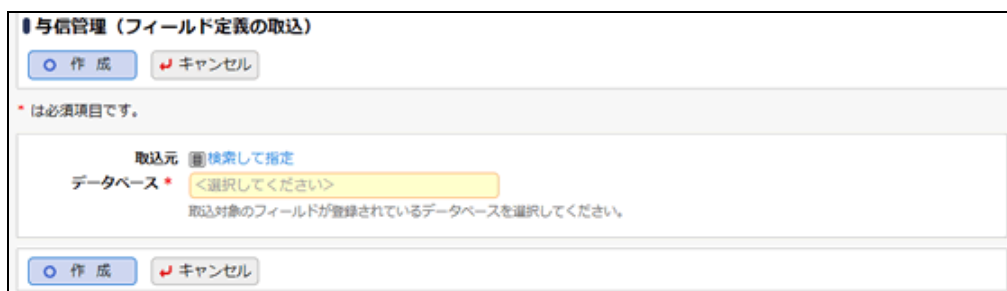 与信管理（フィールド定義の取込）
作成 キャンセル
* は必須項目です。
取込元 検索して指定
データベース * <選択してください>
取込対象のフィールドが登録されているデータベースを選択してください。
作成 キャンセル